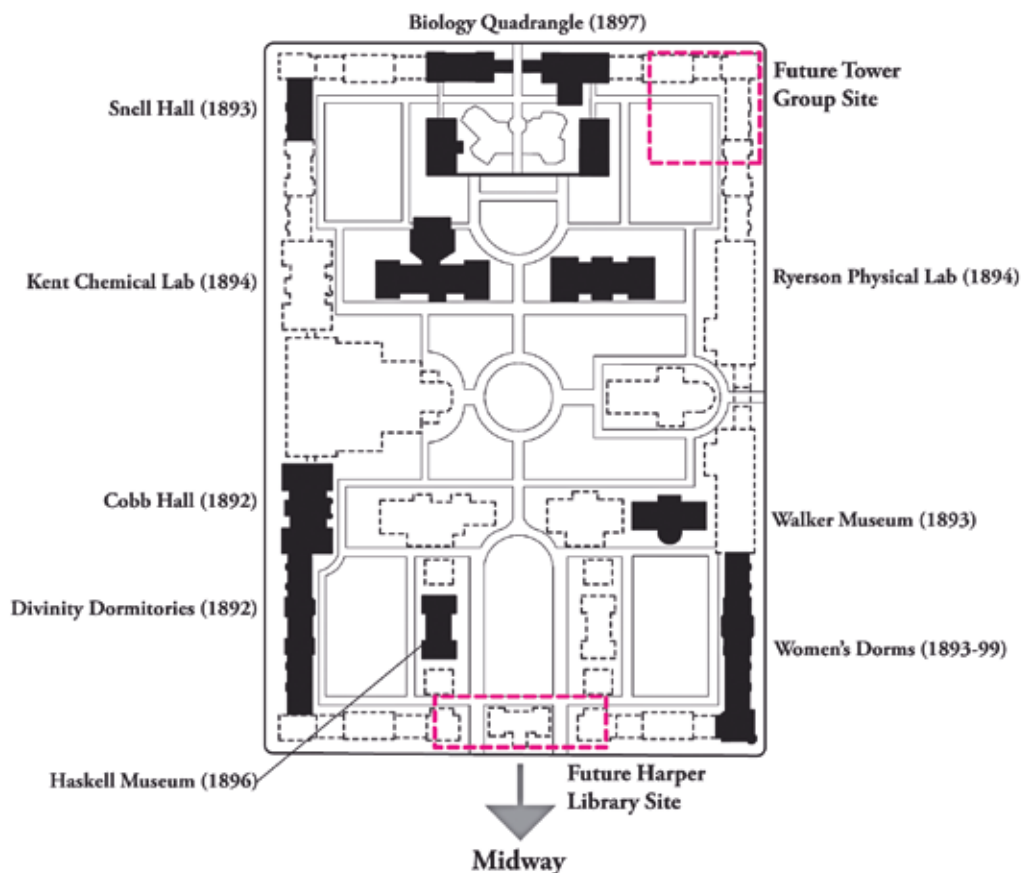 Biology Quadrangle (1897)
Future Tower
Group Site
Snell Hall (1893)
Kent Chemical Lab (1894)
Ryerson Physical Lab (1894)
Cobb Hall (1892)
Walker Museum (1893)
Divinity Dormitories (1892)
Women's Dorms (1893-99)
Haskell Museum (1896)
Future Harper
Library Site
Midway